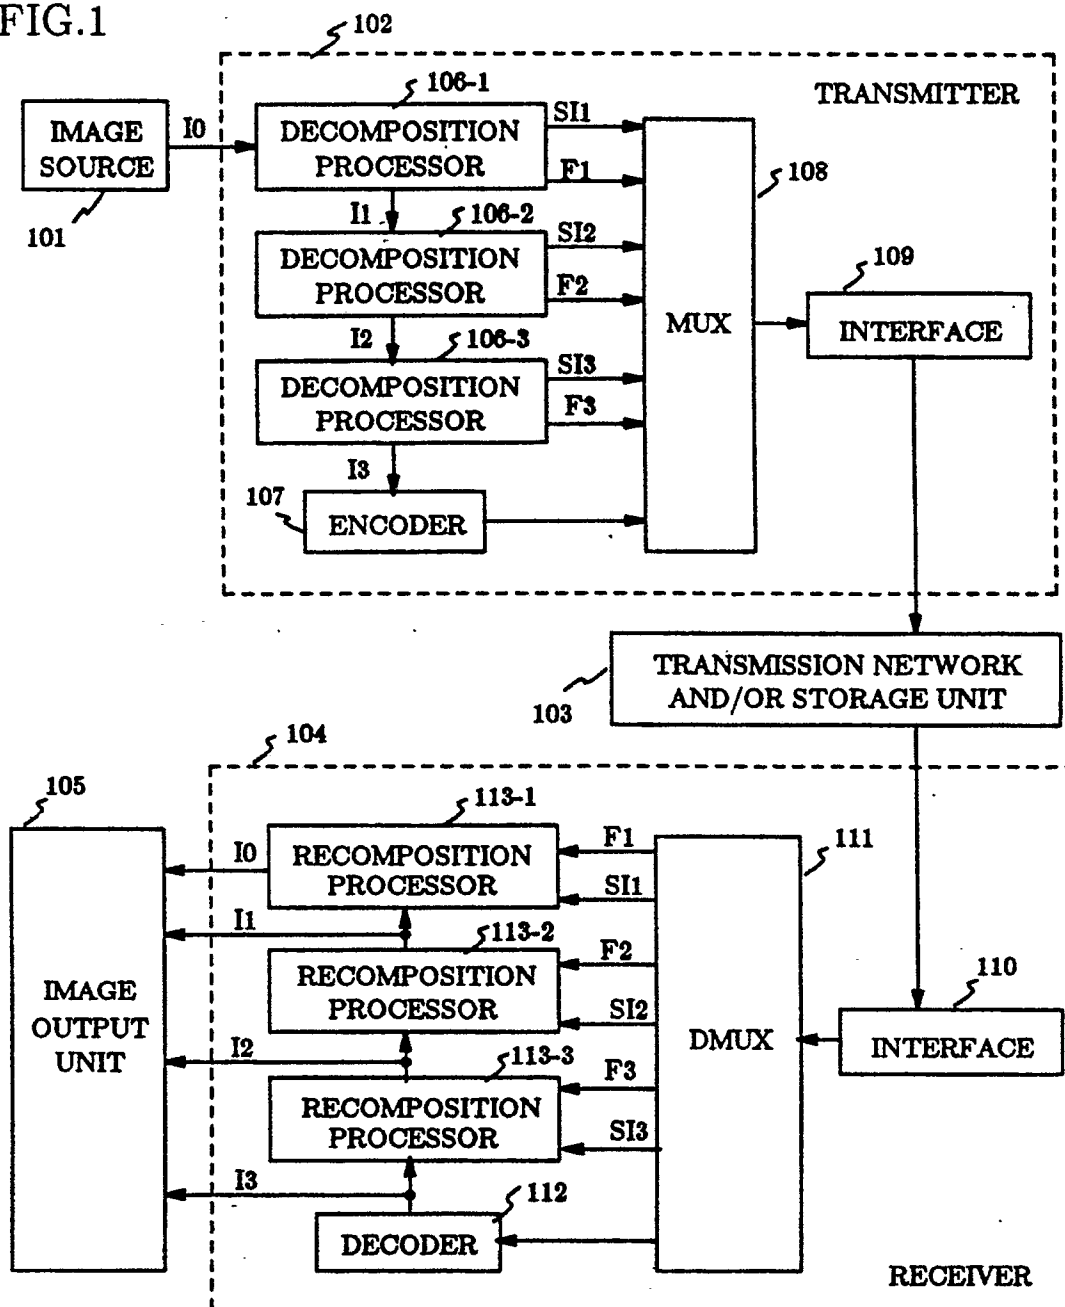 FIG.1
102
TRANSMITTER
106-1
IMAGE
SOURCE
101
I0
DECOMPOSITION
PROCESSOR
SI1
F1
108
I1
106-2
DECOMPOSITION
PROCESSOR
SI2
F2
MUX
109
INTERFACE
I2
106-3
DECOMPOSITION
PROCESSOR
SI3
F3
I3
107
ENCODER
TRANSMISSION NETWORK
AND/OR STORAGE UNIT
103
104
105
113-1
RECOMPOSITION
PROCESSOR
I0
F1
SI1
111
I1
113-2
RECOMPOSITION
PROCESSOR
F2
SI2
110
IMAGE
OUTPUT
UNIT
DMUX
INTERFACE
I2
113-3
RECOMPOSITION
PROCESSOR
F3
SI3
I3
112
DECODER
RECEIVER